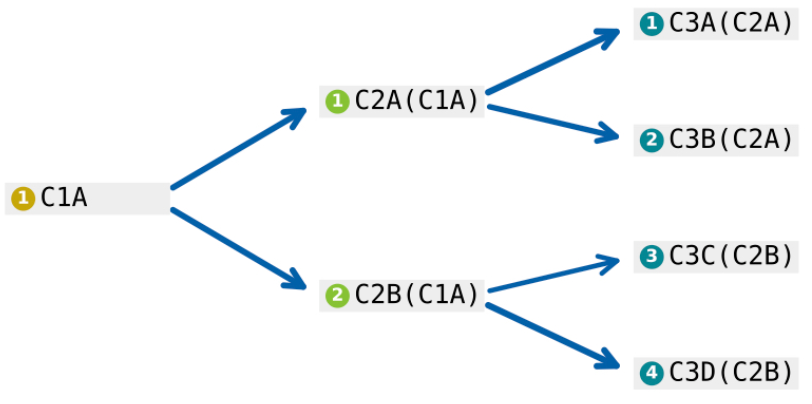 1 C3A(C2A)
1 C2A(C1A)
2 C3B(C2A)
1 C1A
3 C3C(C2B)
2 C2B(C1A)
4 C3D(C2B)